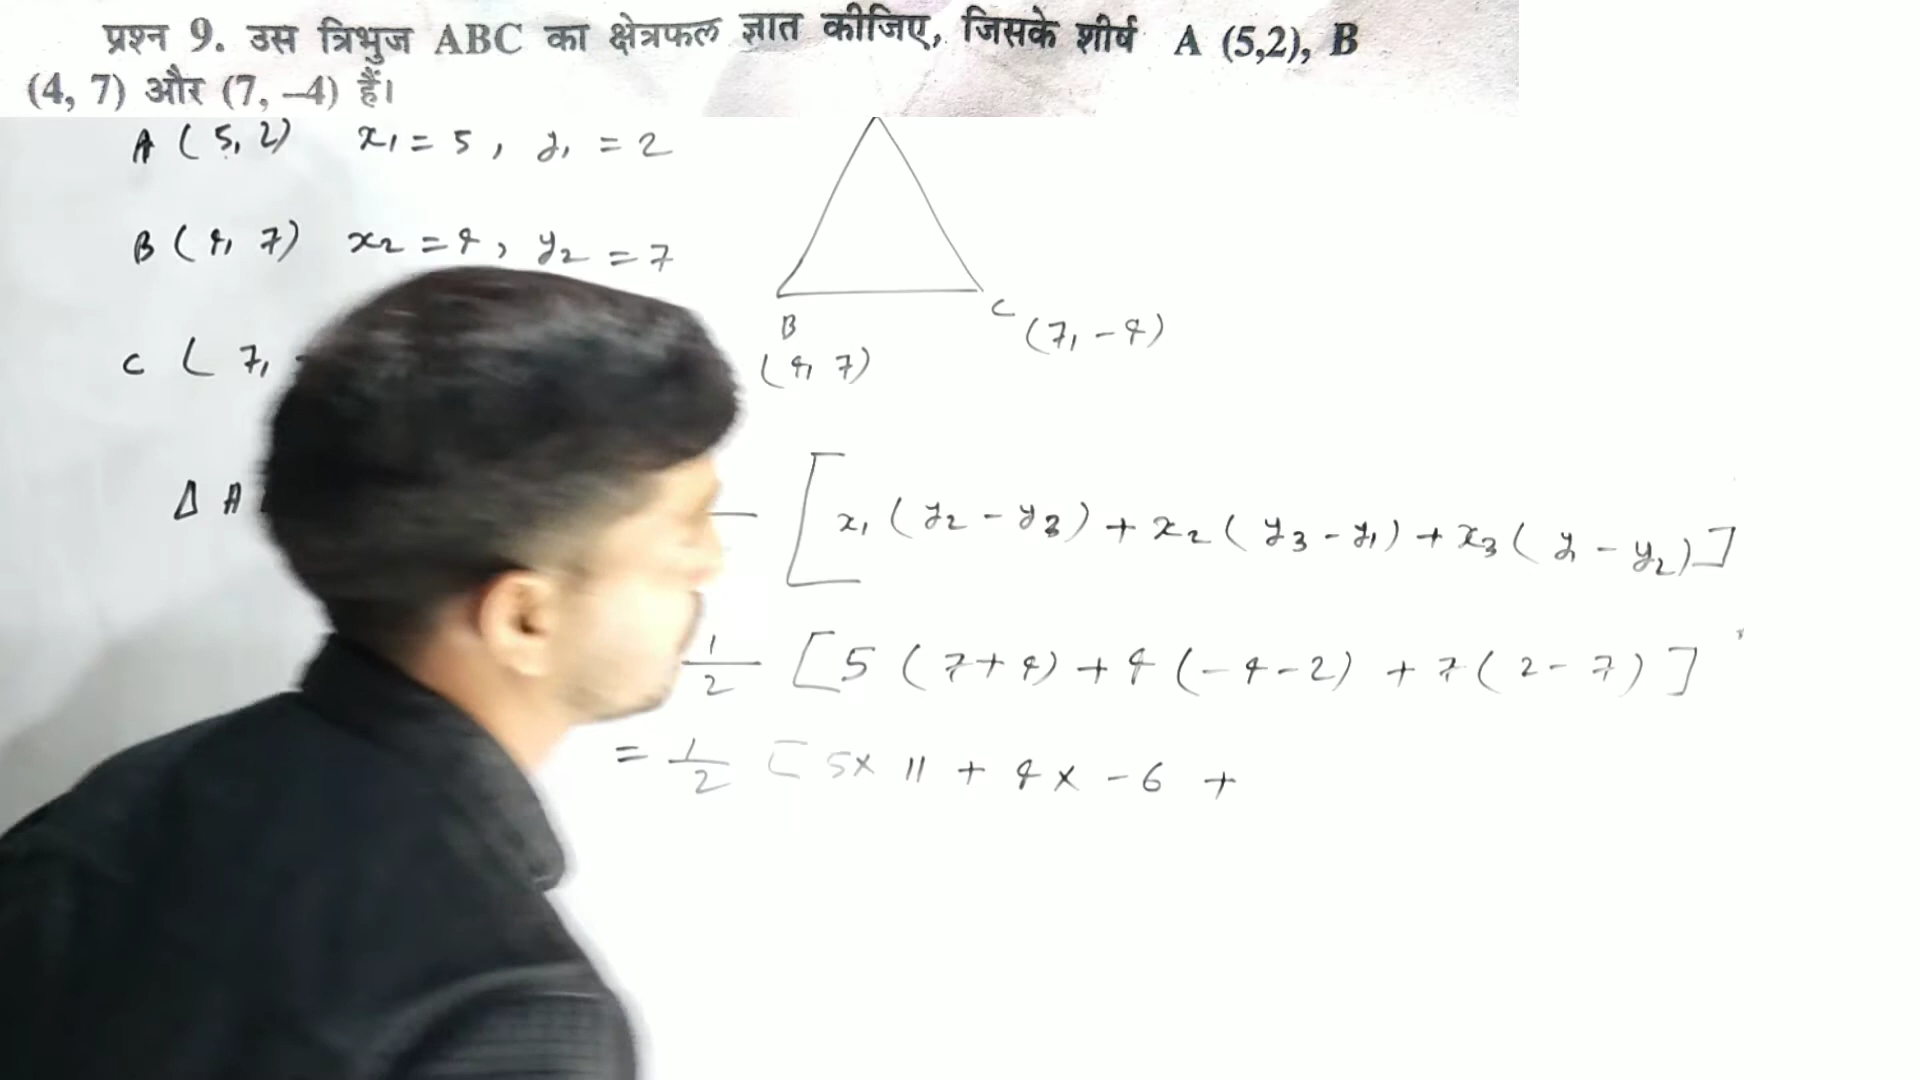 प्रश्न 9. उस त्रिभुज ABC का क्षेत्रफल ज्ञात कीजिए, जिसके शीर्ष A (5,2), B
(4, 7) और (7, –4) हैं।
A ( 5, 2) x₁ = 5 , y₁ = 2
B ( 4, 7) x₂ = 4 , y₂ = 7
B
C (7, -4)
C ( 7,
(4, 7)
Δ A
[ x₁ ( y₂ - y₃ ) + x₂ ( y₃ - y₁ ) + x₃ ( y₁ - y₂ ) ]
1/2 [ 5 ( 7 + 4 ) + 4 ( - 4 - 2 ) + 7 ( 2 - 7 ) ]
= 1/2 [ 5 x 11 + 4 x - 6 +